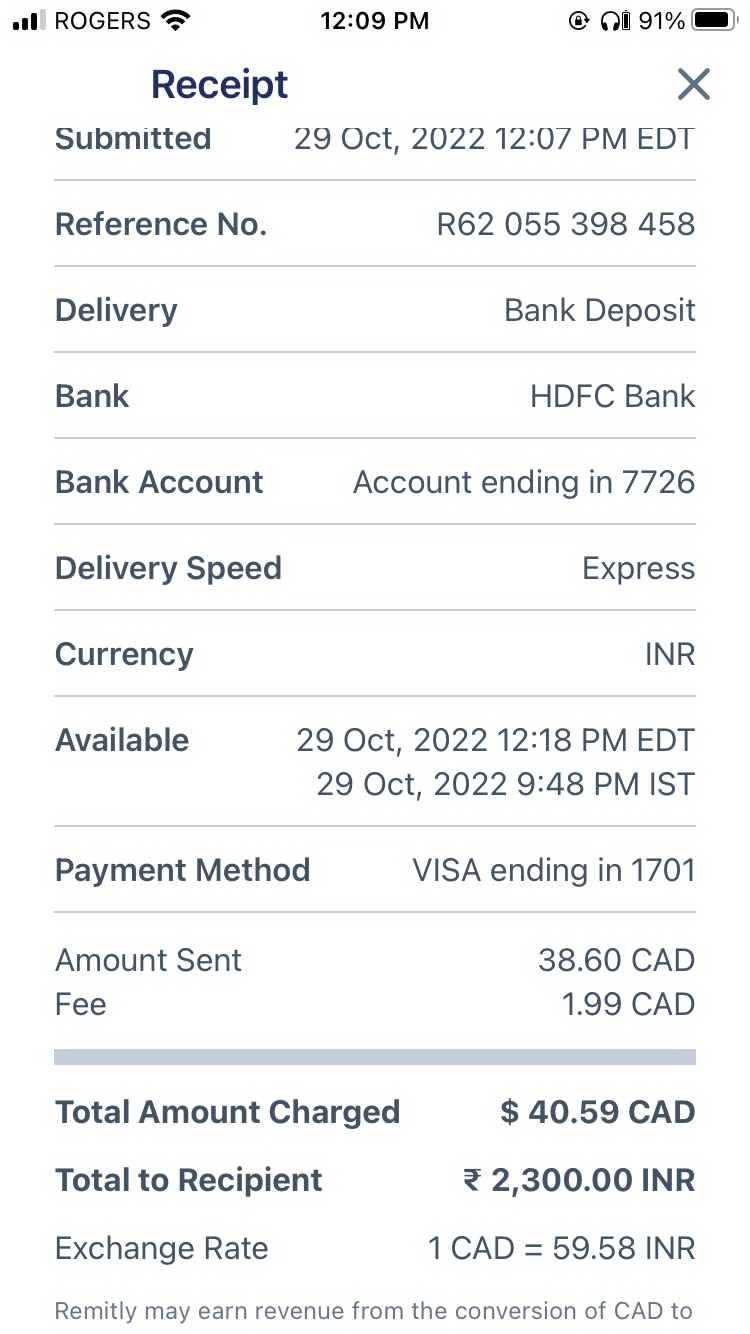 ROGERS 12:09 PM 91%
Receipt
Submitted 29 Oct, 2022 12:07 PM EDT
Reference No. R62 055 398 458
Delivery Bank Deposit
Bank HDFC Bank
Bank Account Account ending in 7726
Delivery Speed Express
Currency INR
Available 29 Oct, 2022 12:18 PM EDT
29 Oct, 2022 9:48 PM IST
Payment Method VISA ending in 1701
Amount Sent 38.60 CAD
Fee 1.99 CAD
Total Amount Charged $ 40.59 CAD
Total to Recipient ₹ 2,300.00 INR
Exchange Rate 1 CAD = 59.58 INR
Remitly may earn revenue from the conversion of CAD to